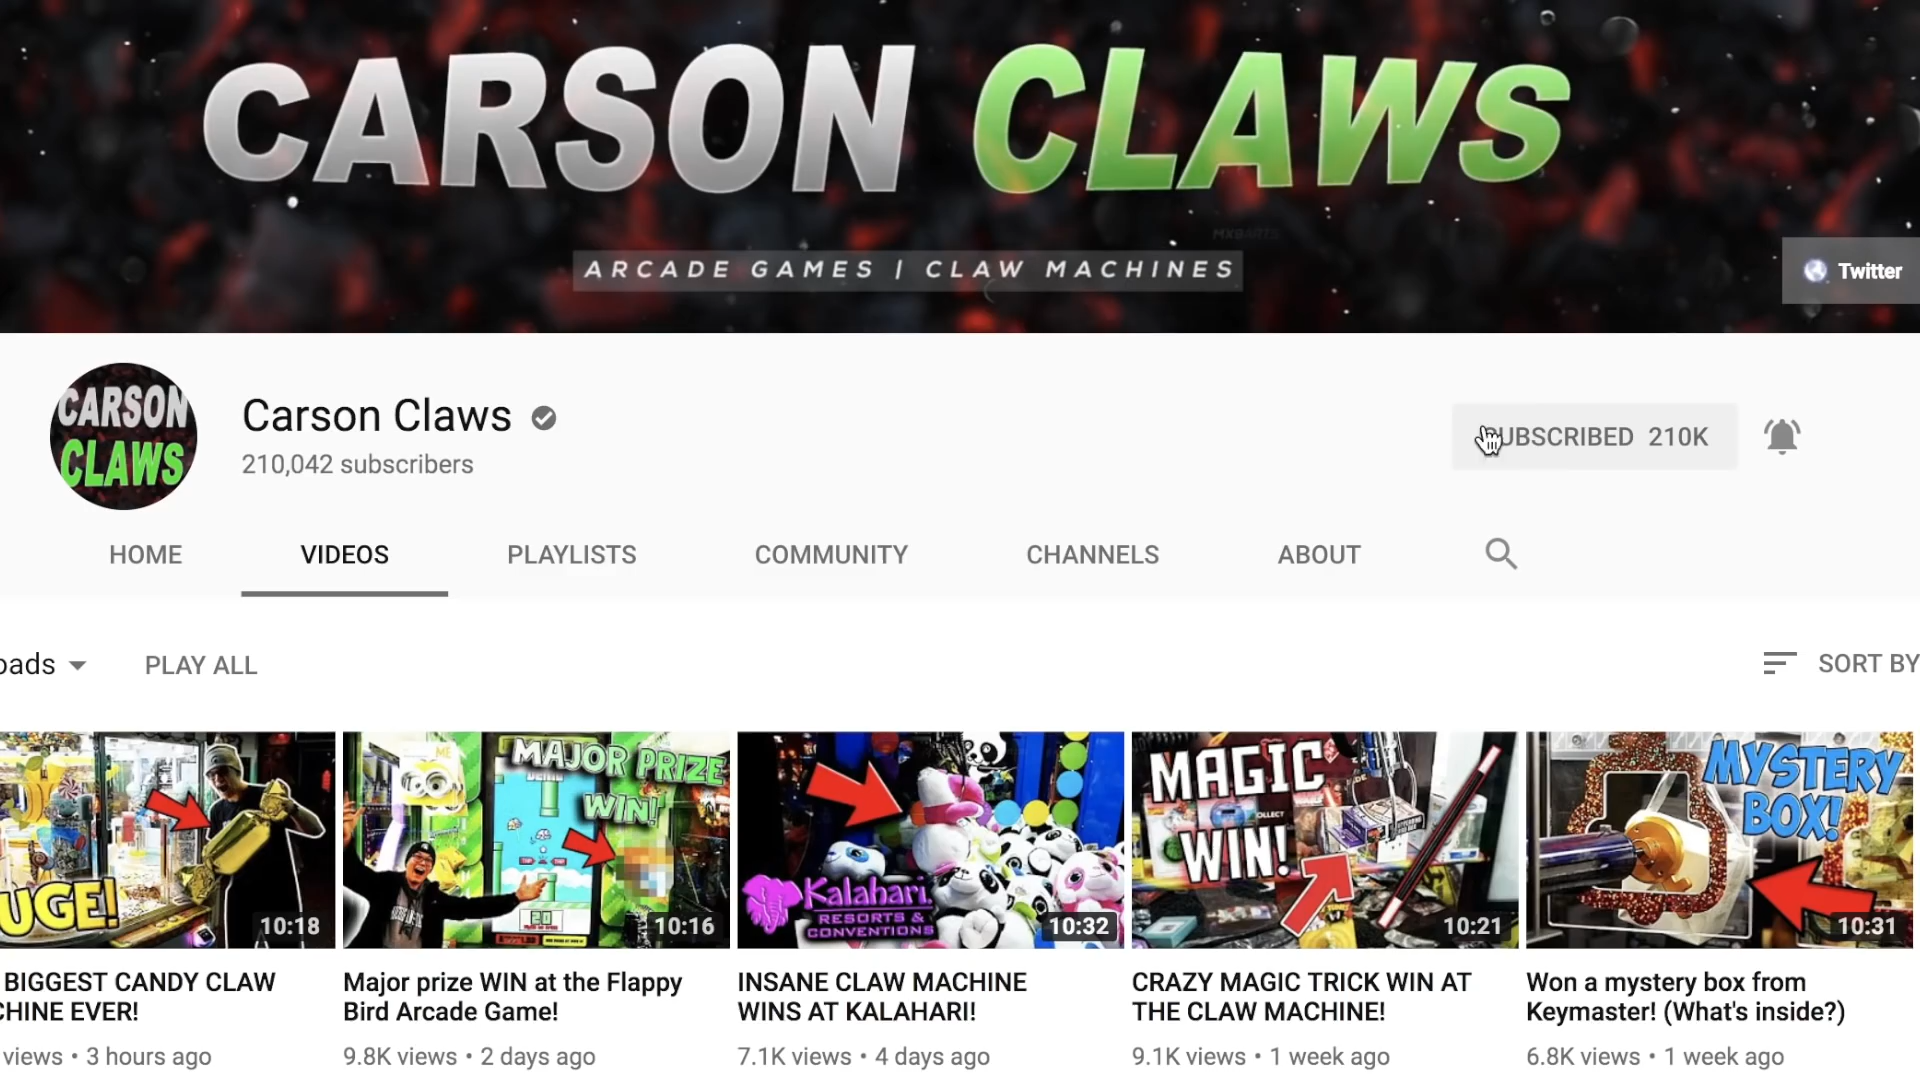 CARSON CLAWS
ARCADE GAMES | CLAW MACHINES
MXBARTS
Twitter
CARSON
CLAWS
Carson Claws
210,042 subscribers
SUBSCRIBED 210K
HOME VIDEOS PLAYLISTS COMMUNITY CHANNELS ABOUT
oads PLAY ALL SORT BY
UGE!
10:18
MAJOR PRIZE
WIN!
10:16
Kalahari
RESORTS &
CONVENTIONS
10:32
MAGIC
WIN!
10:21
MYSTERY
BOX!
10:31
BIGGEST CANDY CLAW
CHINE EVER!
views • 3 hours ago
Major prize WIN at the Flappy
Bird Arcade Game!
9.8K views • 2 days ago
INSANE CLAW MACHINE
WINS AT KALAHARI!
7.1K views • 4 days ago
CRAZY MAGIC TRICK WIN AT
THE CLAW MACHINE!
9.1K views • 1 week ago
Won a mystery box from
Keymaster! (What's inside?)
6.8K views • 1 week ago